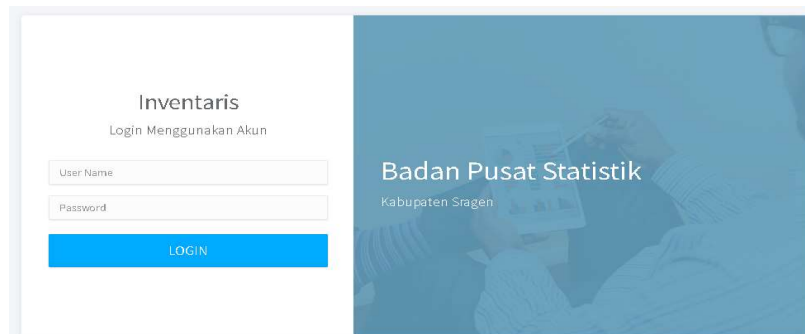 Inventaris
Login Menggunakan Akun
User Name
Password
LOGIN
Badan Pusat Statistik
Kabupaten Sragen